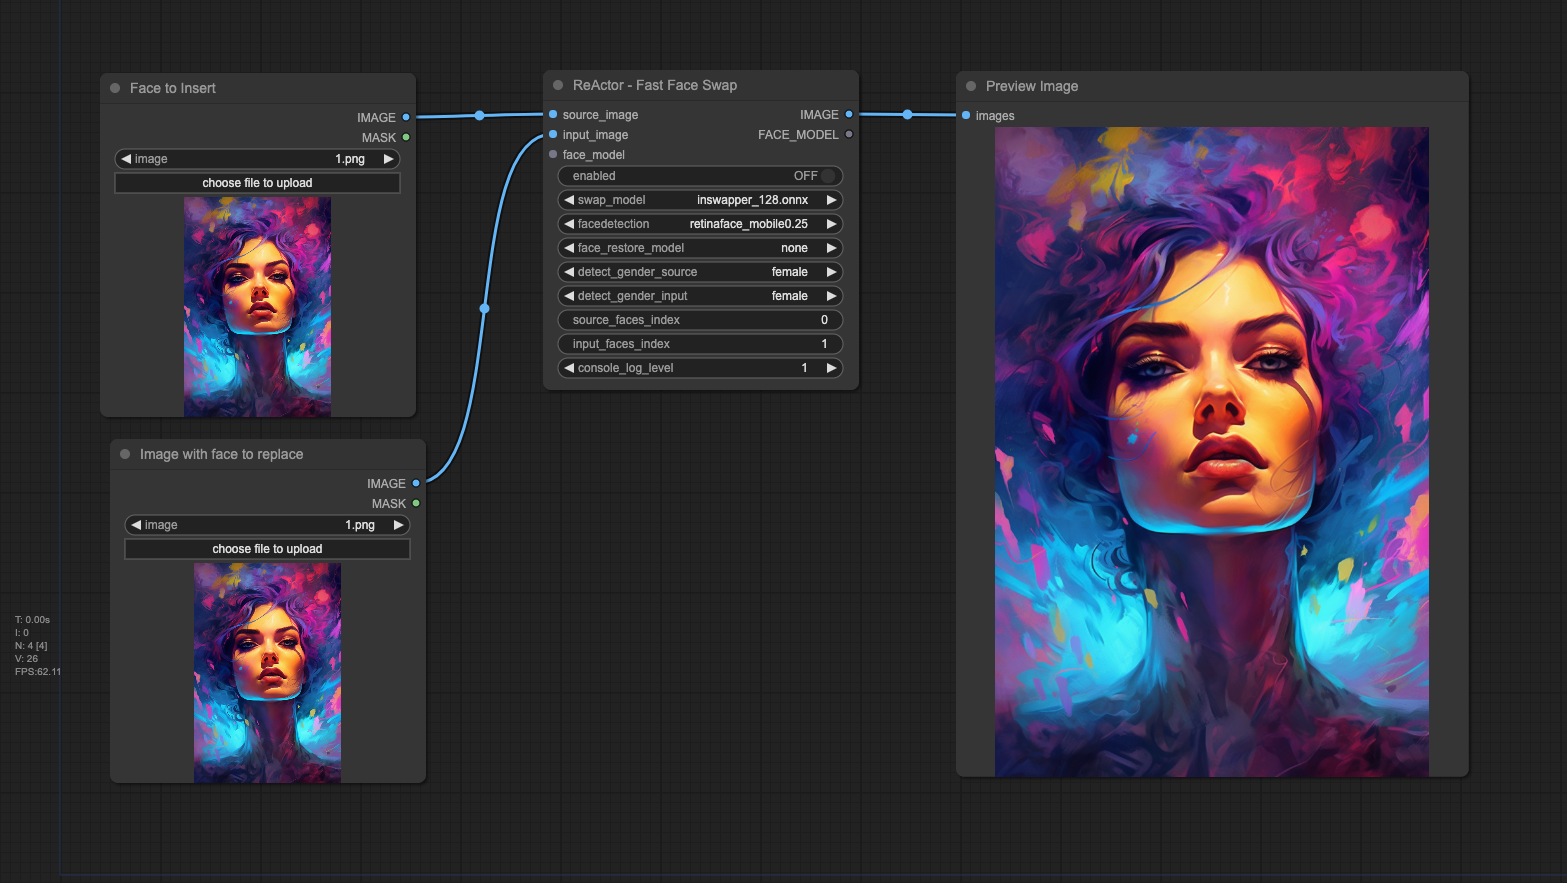 Face to Insert
IMAGE
MASK
image 1.png
choose file to upload
Image with face to replace
IMAGE
MASK
image 1.png
choose file to upload
T: 0.00s
I: 0
N: 4 [4]
V: 26
FPS:62.11
ReActor - Fast Face Swap
source_image IMAGE
input_image FACE_MODEL
face_model
enabled OFF
swap_model inswapper_128.onnx
facedetection retinaface_mobile0.25
face_restore_model none
detect_gender_source female
detect_gender_input female
source_faces_index 0
input_faces_index 1
console_log_level 1
Preview Image
images